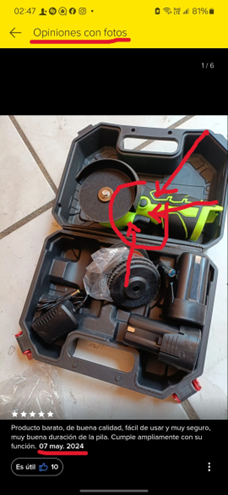 02:47
81%
Opiniones con fotos
1 / 6
Producto barato, de buena calidad, fácil de usar y muy seguro,
muy buena duración de la pila. Cumple ampliamente con su
función. 07 may. 2024
Es útil 10